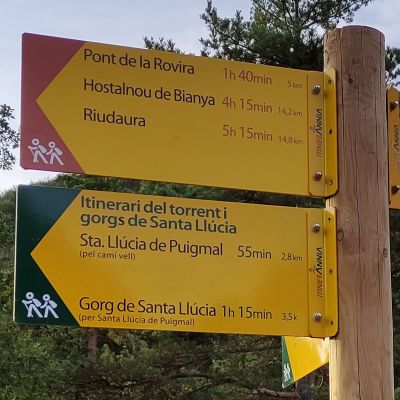 Pont de la Rovira 1h 40min 5 km
Hostalnou de Bianya 4h 15min 14,2 km
Riudaura 5h 15min 14,8 km
ITINERÀNNIA
Itinerari del torrent i
gorgs de Santa Llúcia
Sta. Llúcia de Puigmal 55min 2,8 km
(pel camí vell)
Gorg de Santa Llúcia 1h 15min 3,5 k
(per Santa Llúcia de Puigmal)
ITINERÀNNIA